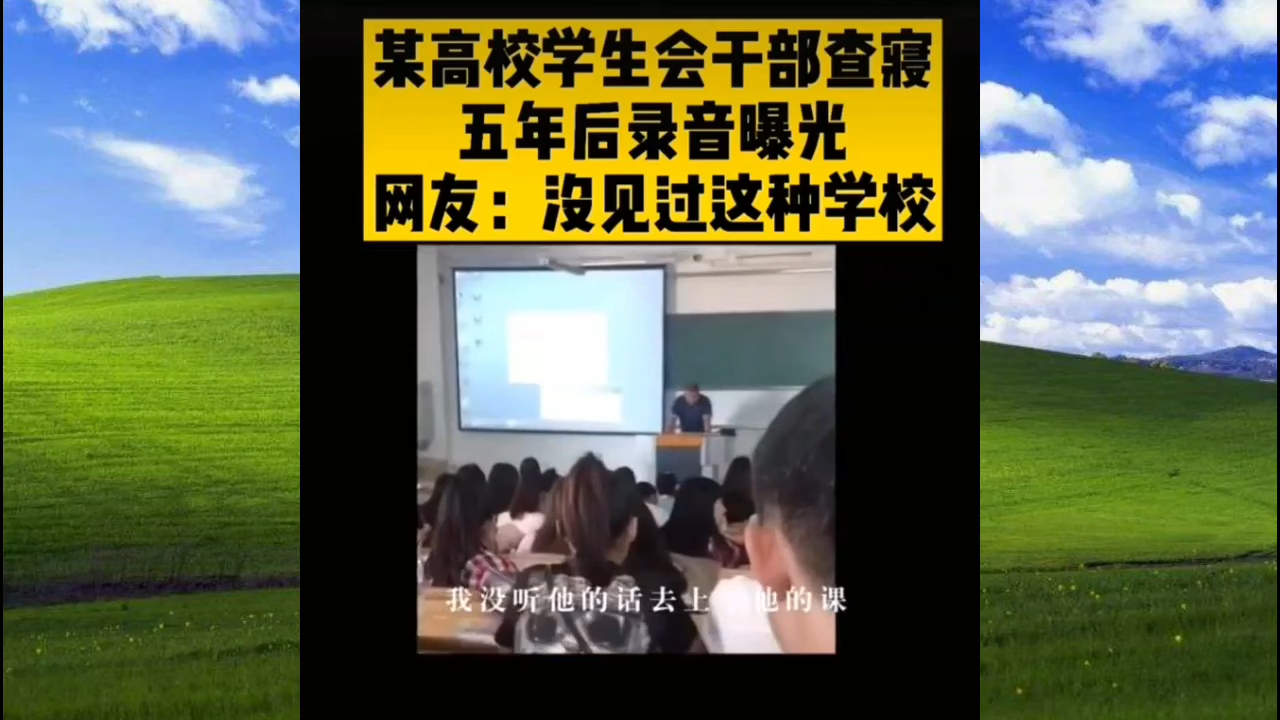 某高校学生会干部查寝
五年后录音曝光
网友：没见过这种学校
我没听他的话去上 他的课